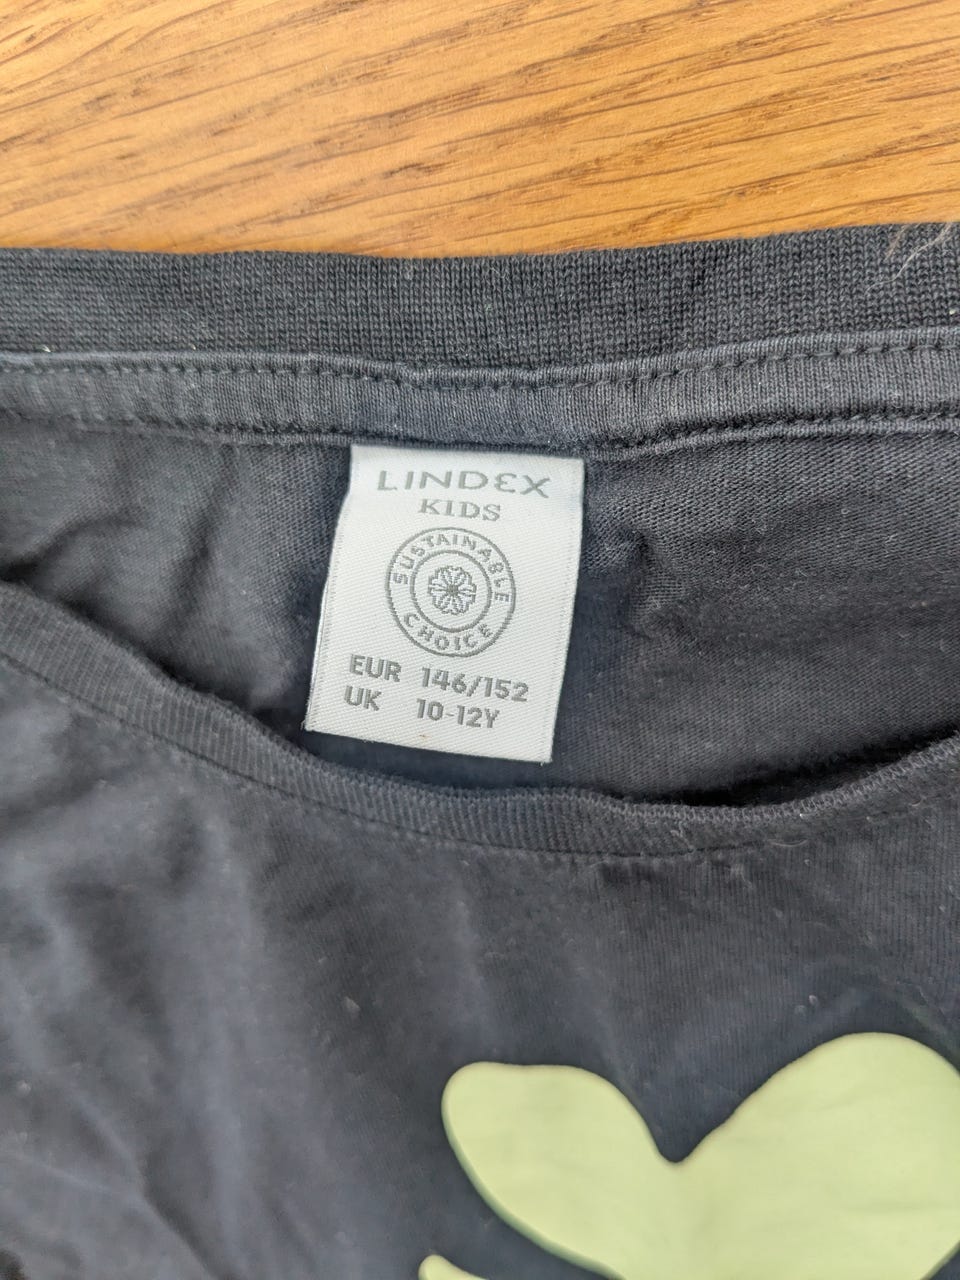 LINDEX
KIDS
SUSTAINABLE
CHOICE
EUR 146/152
UK 10-12Y